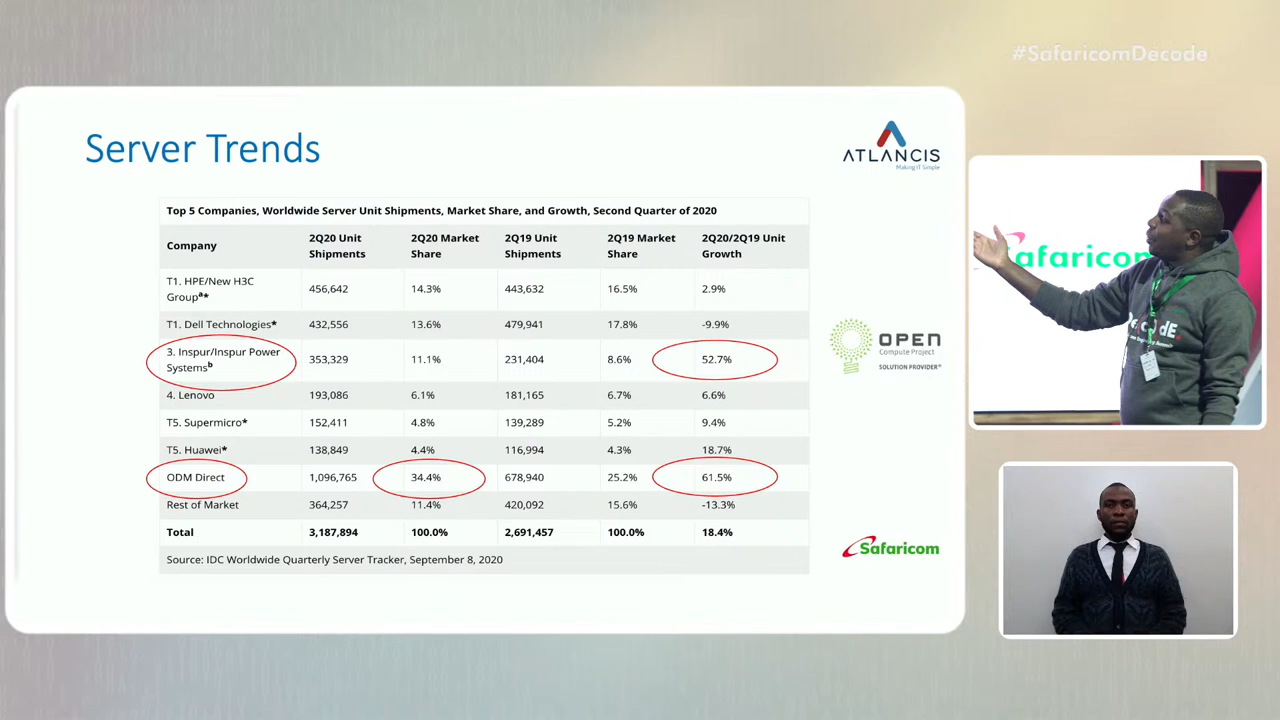 #SafaricomDecode
Server Trends
ATLANCIS
Making IT Simple
Top 5 Companies, Worldwide Server Unit Shipments, Market Share, and Growth, Second Quarter of 2020
Company 2Q20 Unit Shipments 2Q20 Market Share 2Q19 Unit Shipments 2Q19 Market Share 2Q20/2Q19 Unit Growth
T1. HPE/New H3C Groupᵃ* 456,642 14.3% 443,632 16.5% 2.9%
T1. Dell Technologies* 432,556 13.6% 479,941 17.8% -9.9%
3. Inspur/Inspur Power Systemsᵇ 353,329 11.1% 231,404 8.6% 52.7%
4. Lenovo 193,086 6.1% 181,165 6.7% 6.6%
T5. Supermicro* 152,411 4.8% 139,289 5.2% 9.4%
T5. Huawei* 138,849 4.4% 116,994 4.3% 18.7%
ODM Direct 1,096,765 34.4% 678,940 25.2% 61.5%
Rest of Market 364,257 11.4% 420,092 15.6% -13.3%
Total 3,187,894 100.0% 2,691,457 100.0% 18.4%
Source: IDC Worldwide Quarterly Server Tracker, September 8, 2020
OPEN
Compute Project
SOLUTION PROVIDER®
Safaricom
Safaricom